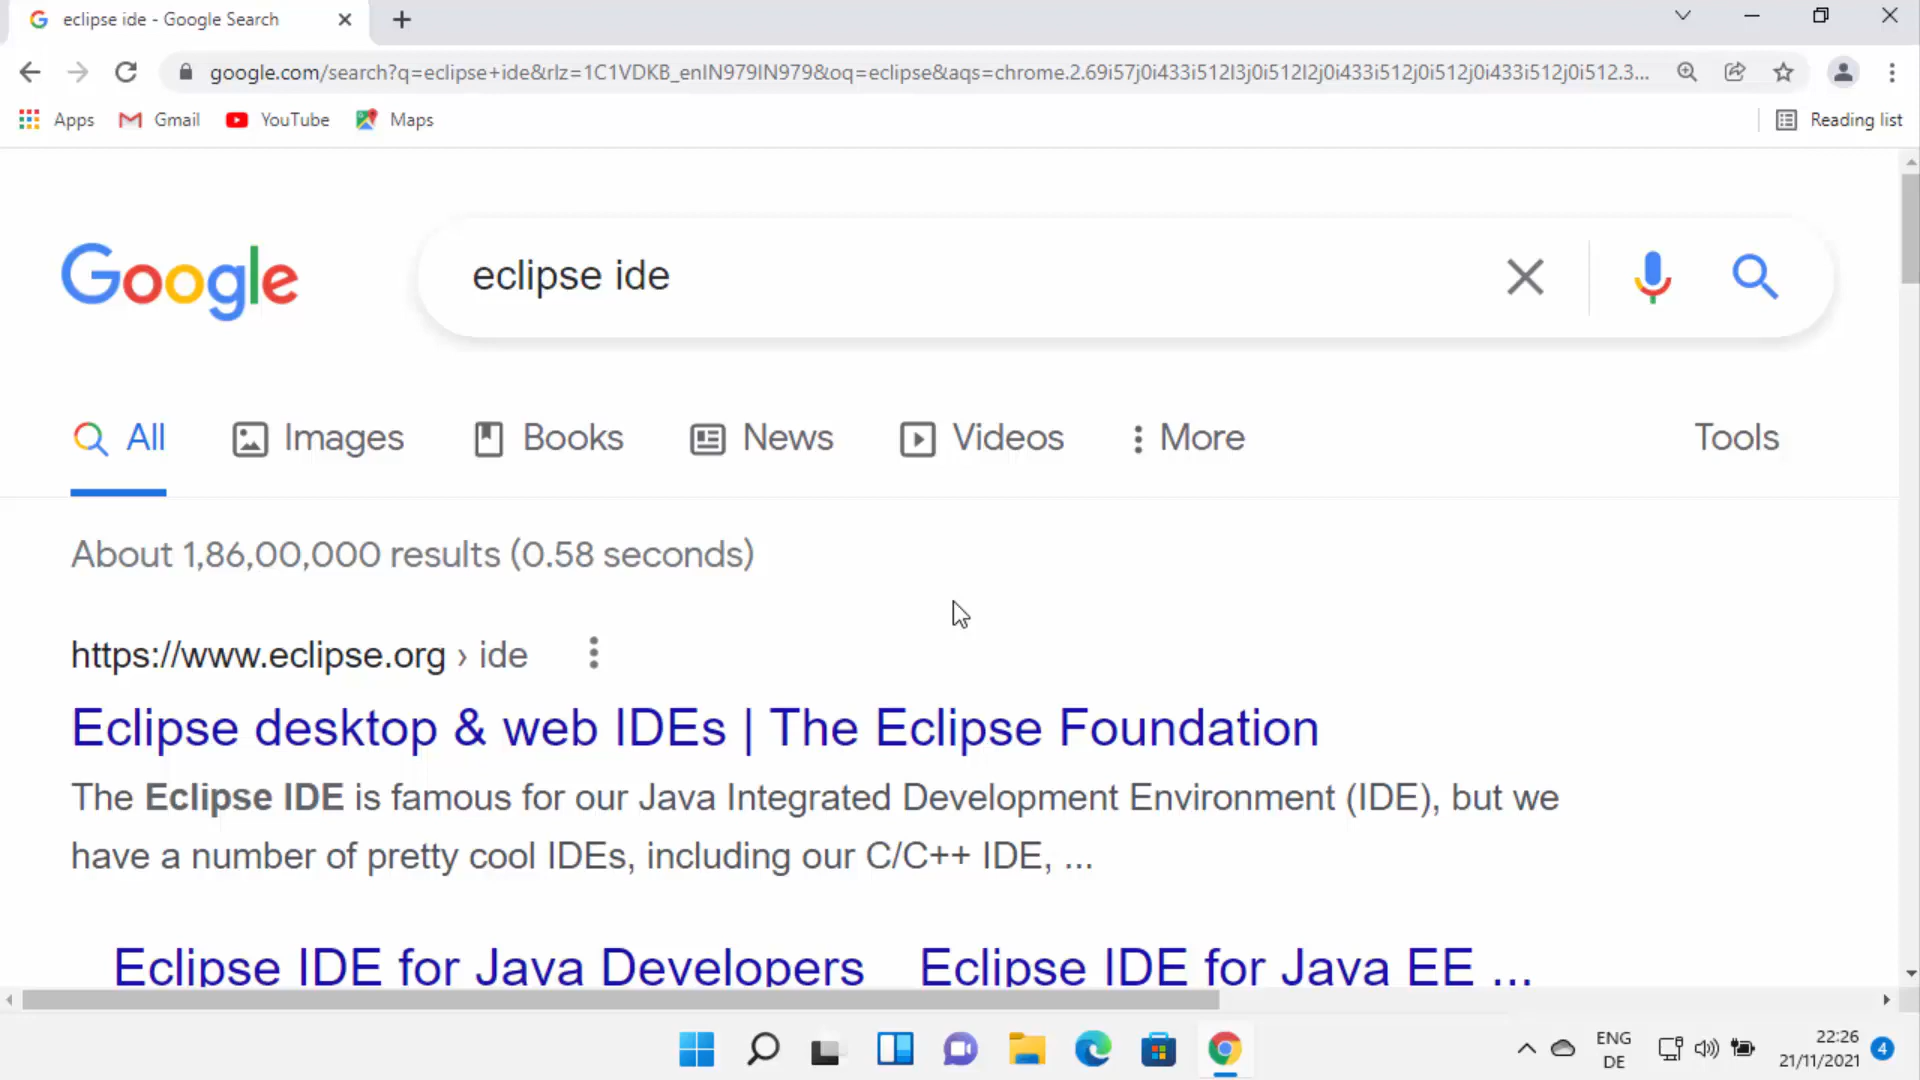 eclipse ide - Google Search
google.com/search?q=eclipse+ide&rlz=1C1VDKB_enIN979IN979&oq=eclipse&aqs=chrome.2.69i57j0i433i512l3j0i512l2j0i433i512j0i512j0i433i512j0i512.3...
Apps Gmail YouTube Maps Reading list
Google eclipse ide
All Images Books News Videos More Tools
About 1,86,00,000 results (0.58 seconds)
https://www.eclipse.org › ide
Eclipse desktop & web IDEs | The Eclipse Foundation
The Eclipse IDE is famous for our Java Integrated Development Environment (IDE), but we
have a number of pretty cool IDEs, including our C/C++ IDE, ...
Eclipse IDE for Java Developers Eclipse IDE for Java EE ...
ENG 22:26
DE 21/11/2021 4